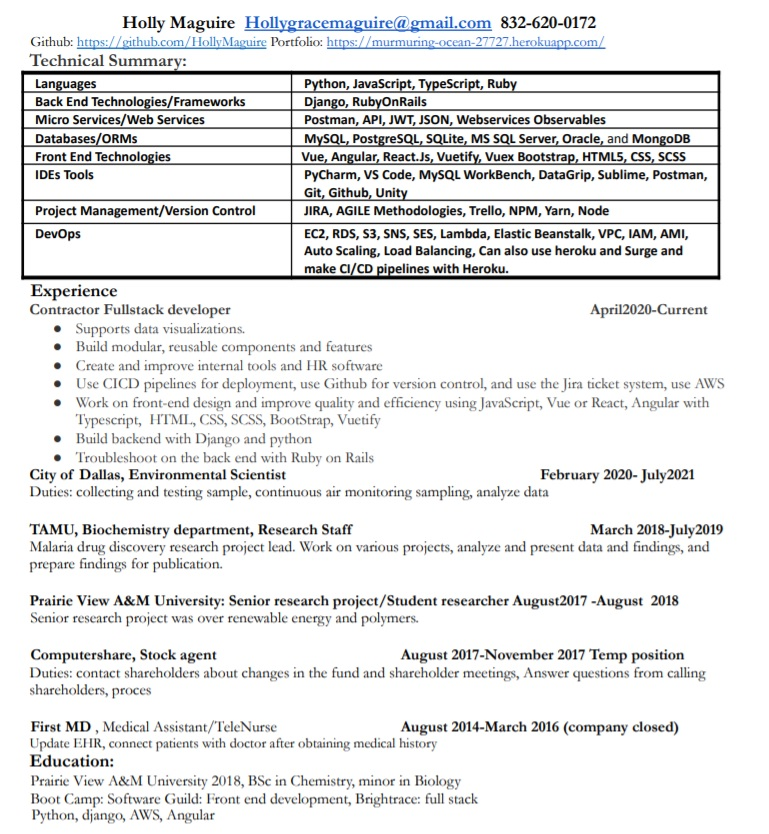 Holly Maguire Hollygracemaguire@gmail.com 832-620-0172
Github: https://github.com/HollyMaguire Portfolio: https://murmuring-ocean-27727.herokuapp.com/
Technical Summary:
Languages Python, JavaScript, TypeScript, Ruby
Back End Technologies/Frameworks Django, RubyOnRails
Micro Services/Web Services Postman, API, JWT, JSON, Webservices Observables
Databases/ORMs MySQL, PostgreSQL, SQLite, MS SQL Server, Oracle, and MongoDB
Front End Technologies Vue, Angular, React.Js, Vuetify, Vuex Bootstrap, HTML5, CSS, SCSS
IDEs Tools PyCharm, VS Code, MySQL WorkBench, DataGrip, Sublime, Postman,
Git, Github, Unity
Project Management/Version Control JIRA, AGILE Methodologies, Trello, NPM, Yarn, Node
DevOps EC2, RDS, S3, SNS, SES, Lambda, Elastic Beanstalk, VPC, IAM, AMI,
Auto Scaling, Load Balancing, Can also use heroku and Surge and
make CI/CD pipelines with Heroku.
Experience
Contractor Fullstack developer April2020-Current
● Supports data visualizations.
● Build modular, reusable components and features
● Create and improve internal tools and HR software
● Use CICD pipelines for deployment, use Github for version control, and use the Jira ticket system, use AWS
● Work on front-end design and improve quality and efficiency using JavaScript, Vue or React, Angular with
Typescript, HTML, CSS, SCSS, BootStrap, Vuetify
● Build backend with Django and python
● Troubleshoot on the back end with Ruby on Rails
City of Dallas, Environmental Scientist February 2020- July2021
Duties: collecting and testing sample, continuous air monitoring sampling, analyze data
TAMU, Biochemistry department, Research Staff March 2018-July2019
Malaria drug discovery research project lead. Work on various projects, analyze and present data and findings, and
prepare findings for publication.
Prairie View A&M University: Senior research project/Student researcher August2017 -August 2018
Senior research project was over renewable energy and polymers.
Computershare, Stock agent August 2017-November 2017 Temp position
Duties: contact shareholders about changes in the fund and shareholder meetings, Answer questions from calling
shareholders, proces
First MD , Medical Assistant/TeleNurse August 2014-March 2016 (company closed)
Update EHR, connect patients with doctor after obtaining medical history
Education:
Prairie View A&M University 2018, BSc in Chemistry, minor in Biology
Boot Camp: Software Guild: Front end development, Brightrace: full stack
Python, django, AWS, Angular